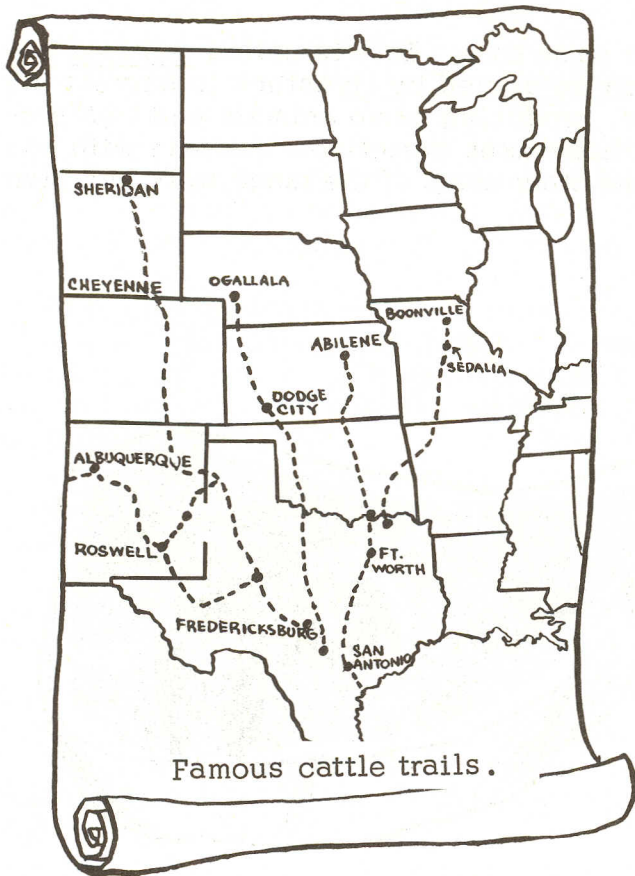 SHERIDAN
CHEYENNE
OGALLALA
BOONVILLE
ABILENE
SEDALIA
DODGE
CITY
ALBUQUERQUE
ROSWELL
FT.
WORTH
FREDERICKSBURG
SAN
ANTONIO
Famous cattle trails.